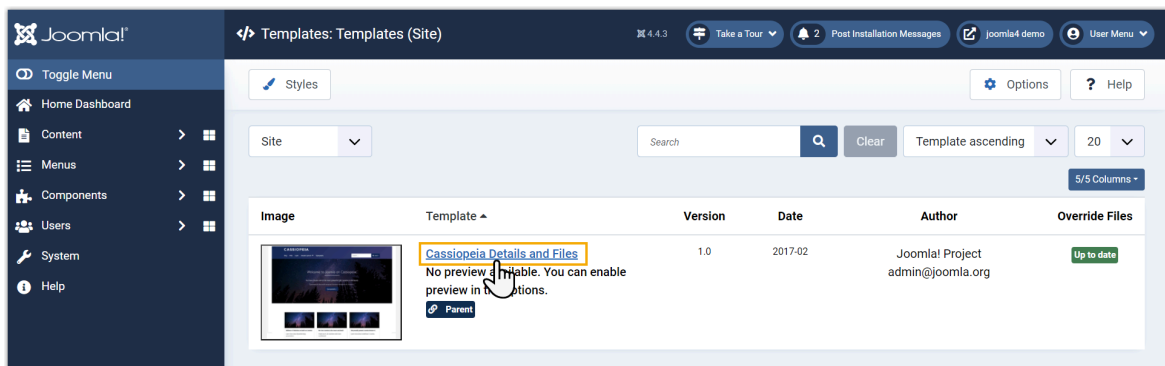 Joomla!®
Templates: Templates (Site)
4.4.3
Take a Tour
2 Post Installation Messages
joomla4 demo
User Menu
Toggle Menu
Home Dashboard
Content
Menus
Components
Users
System
Help
Styles
Options
? Help
Site
Search
Clear
Template ascending
20
5/5 Columns
Image
Template
Version
Date
Author
Override Files
CASSIOPEIA
Cassiopeia Details and Files
No preview available. You can enable
preview in the options.
Parent
1.0
2017-02
Joomla! Project
admin@joomla.org
Up to date